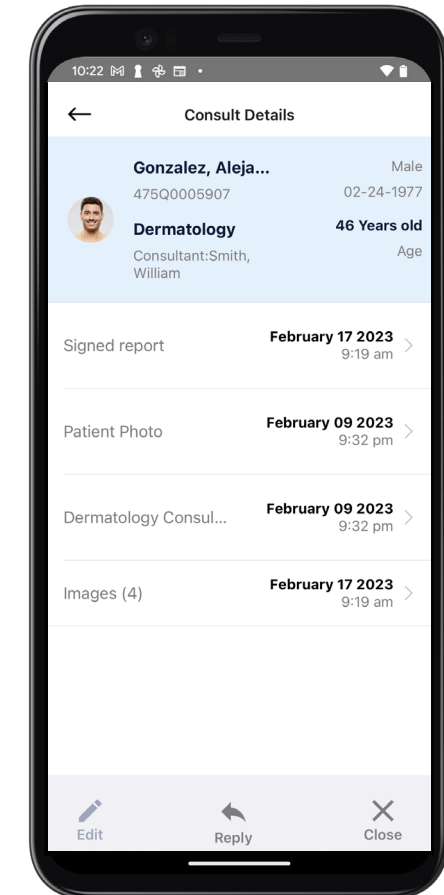 10:22
Consult Details
Gonzalez, Aleja...
Male
475Q0005907
02-24-1977
Dermatology
46 Years old
Consultant:Smith,
Age
William
Signed report
February 17 2023
9:19 am
Patient Photo
February 09 2023
9:32 pm
Dermatology Consul...
February 09 2023
9:32 pm
Images (4)
February 17 2023
9:19 am
Edit
Reply
Close